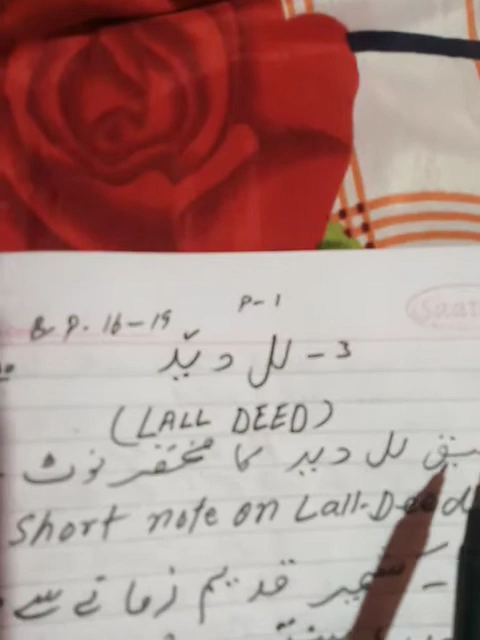 P-1
B.P. 16-19
3- لل دیّد
(LALL DEED)
سبق لل دید کا مختصر نوٹ
Short note on Lall-Deed
کشمیر قدیم زمانے سے